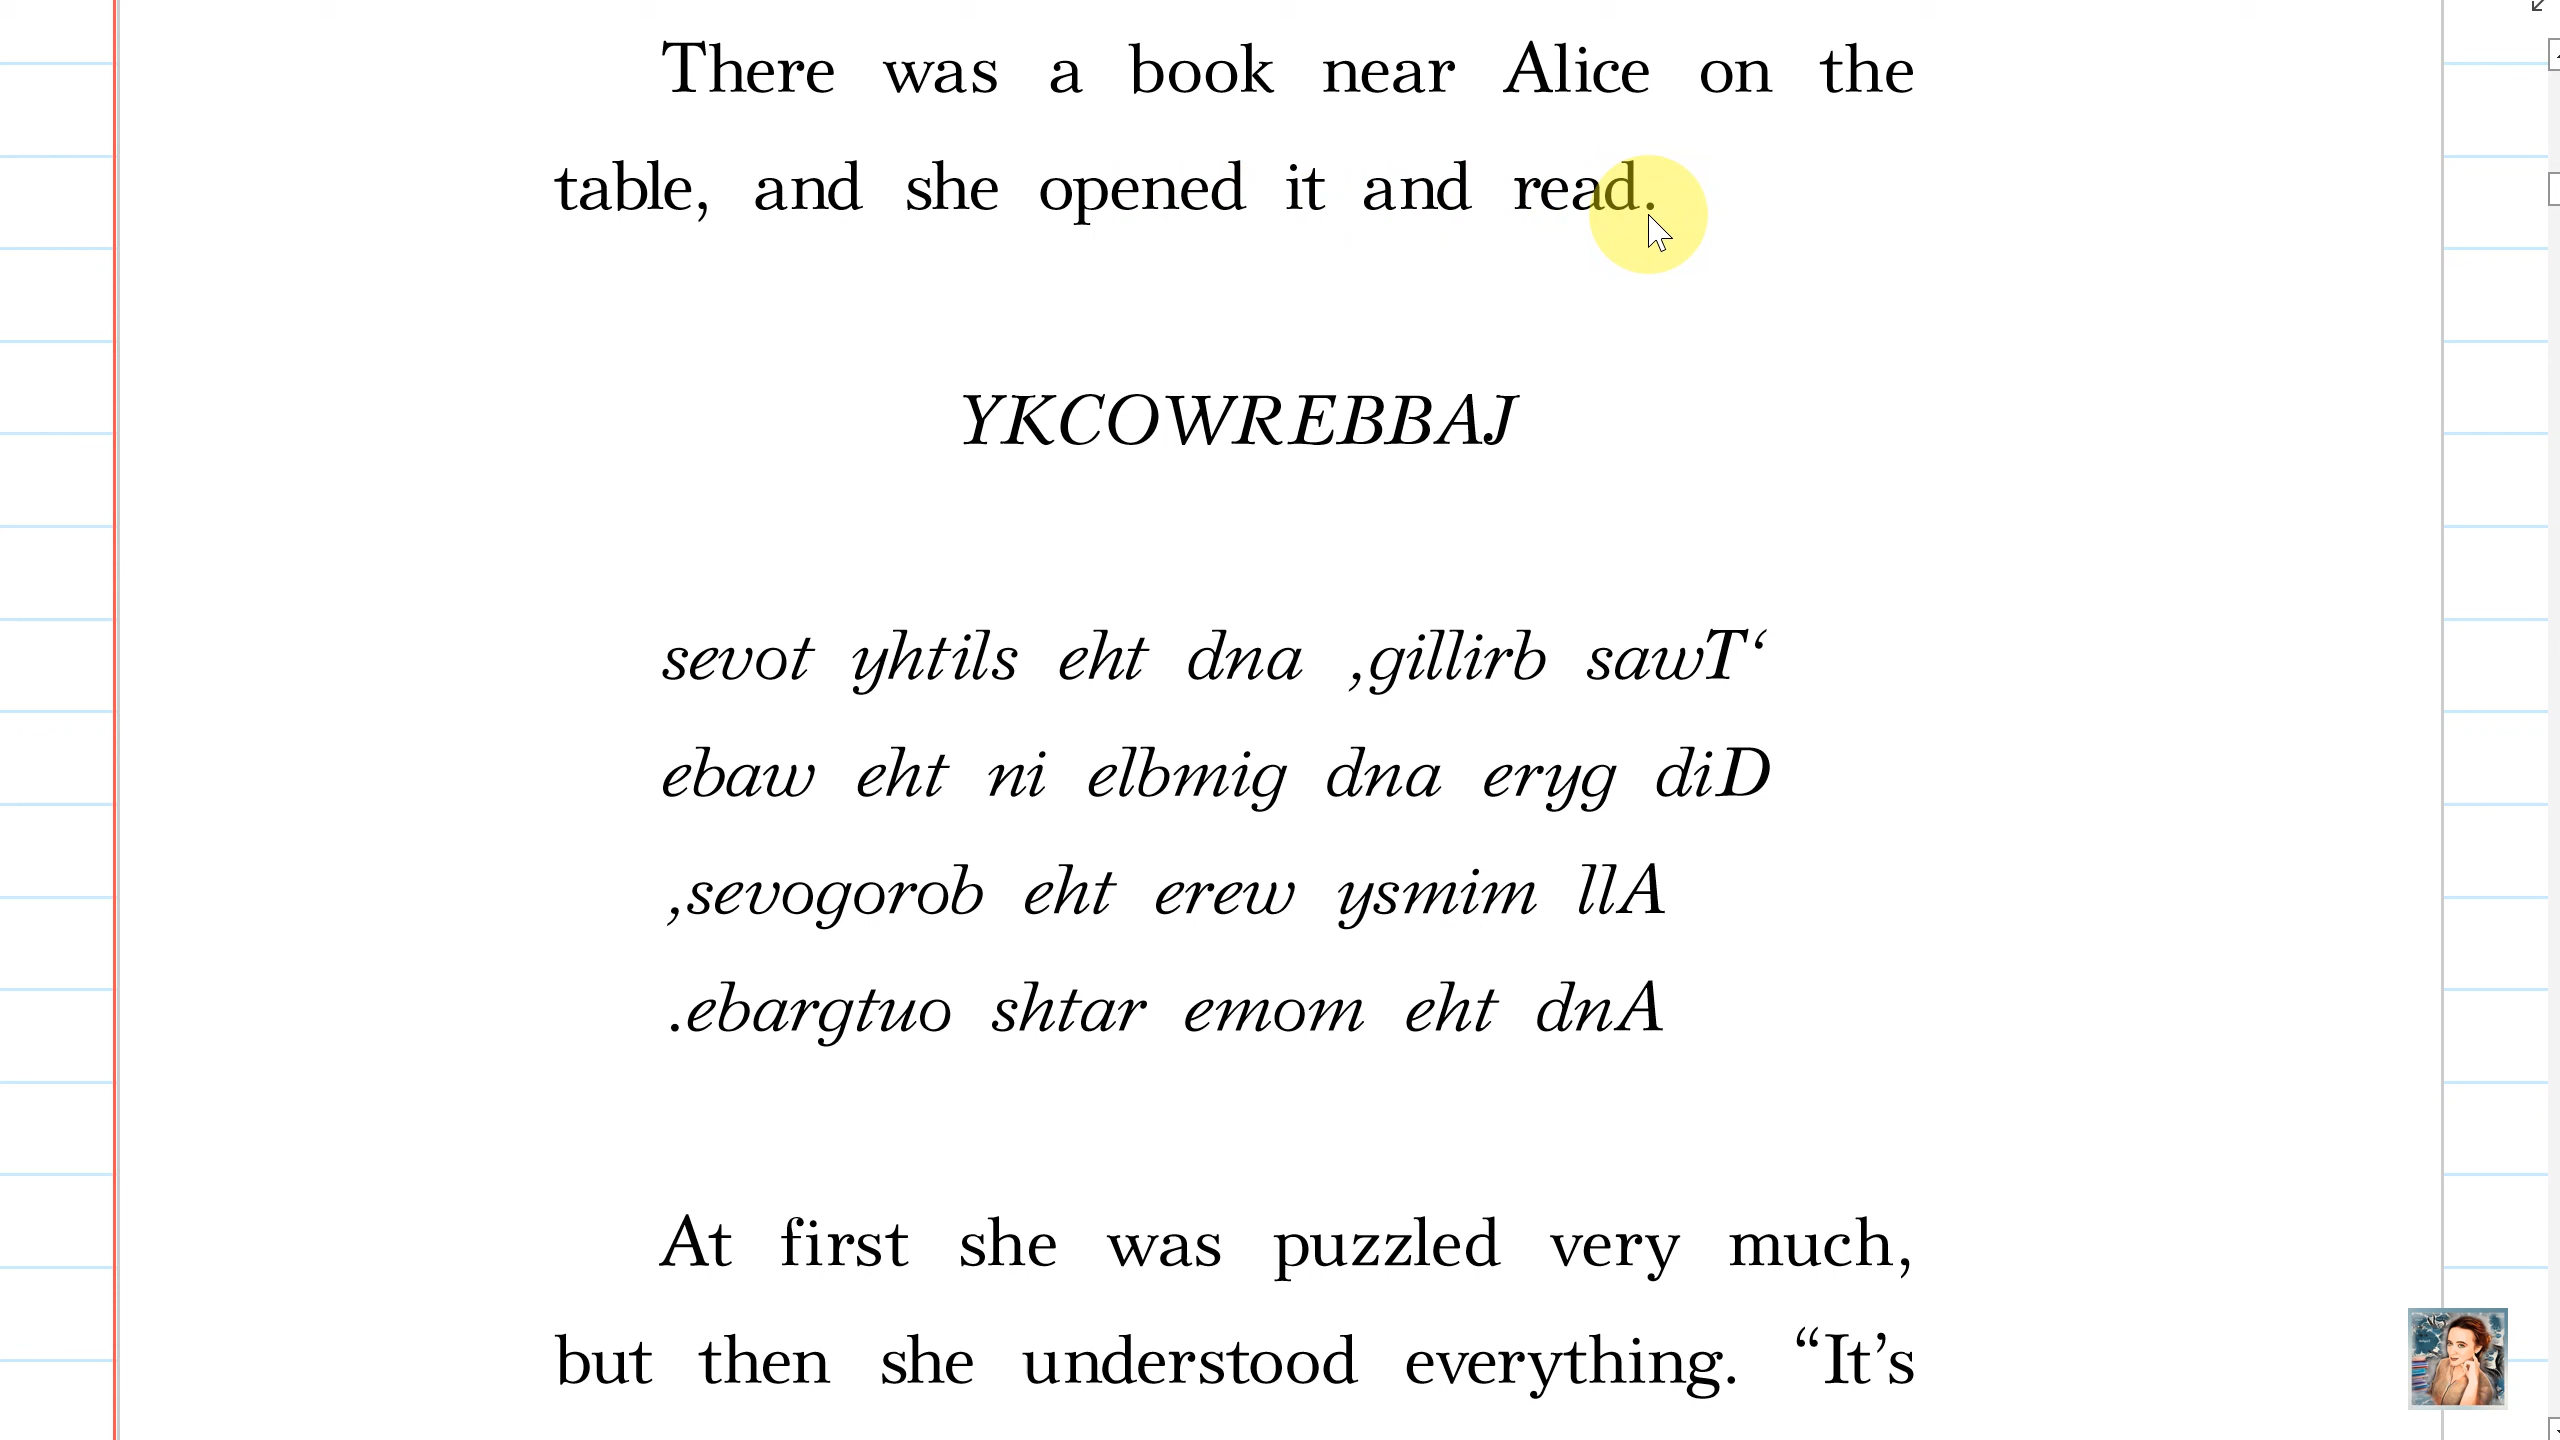 There was a book near Alice on the
table, and she opened it and read.
YKCOWREBBAJ
sevot yhtils eht dna ,gillirb sawT‘
ebaw eht ni elbmig dna eryg diD
,sevogorob eht erew ysmim llA
.ebargtuo shtar emom eht dnA
At first she was puzzled very much,
but then she understood everything. “It’s